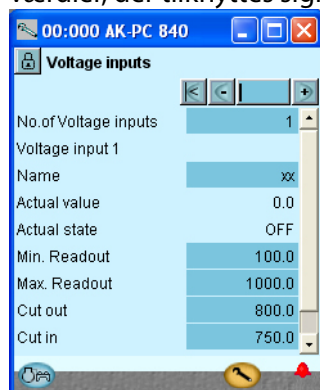 00:000 AK-PC 840
Voltage inputs
No.of Voltage inputs 1
Voltage input 1
Name xx
Actual value 0.0
Actual state OFF
Min. Readout 100.0
Max. Readout 1000.0
Cut out 800.0
Cut in 750.0